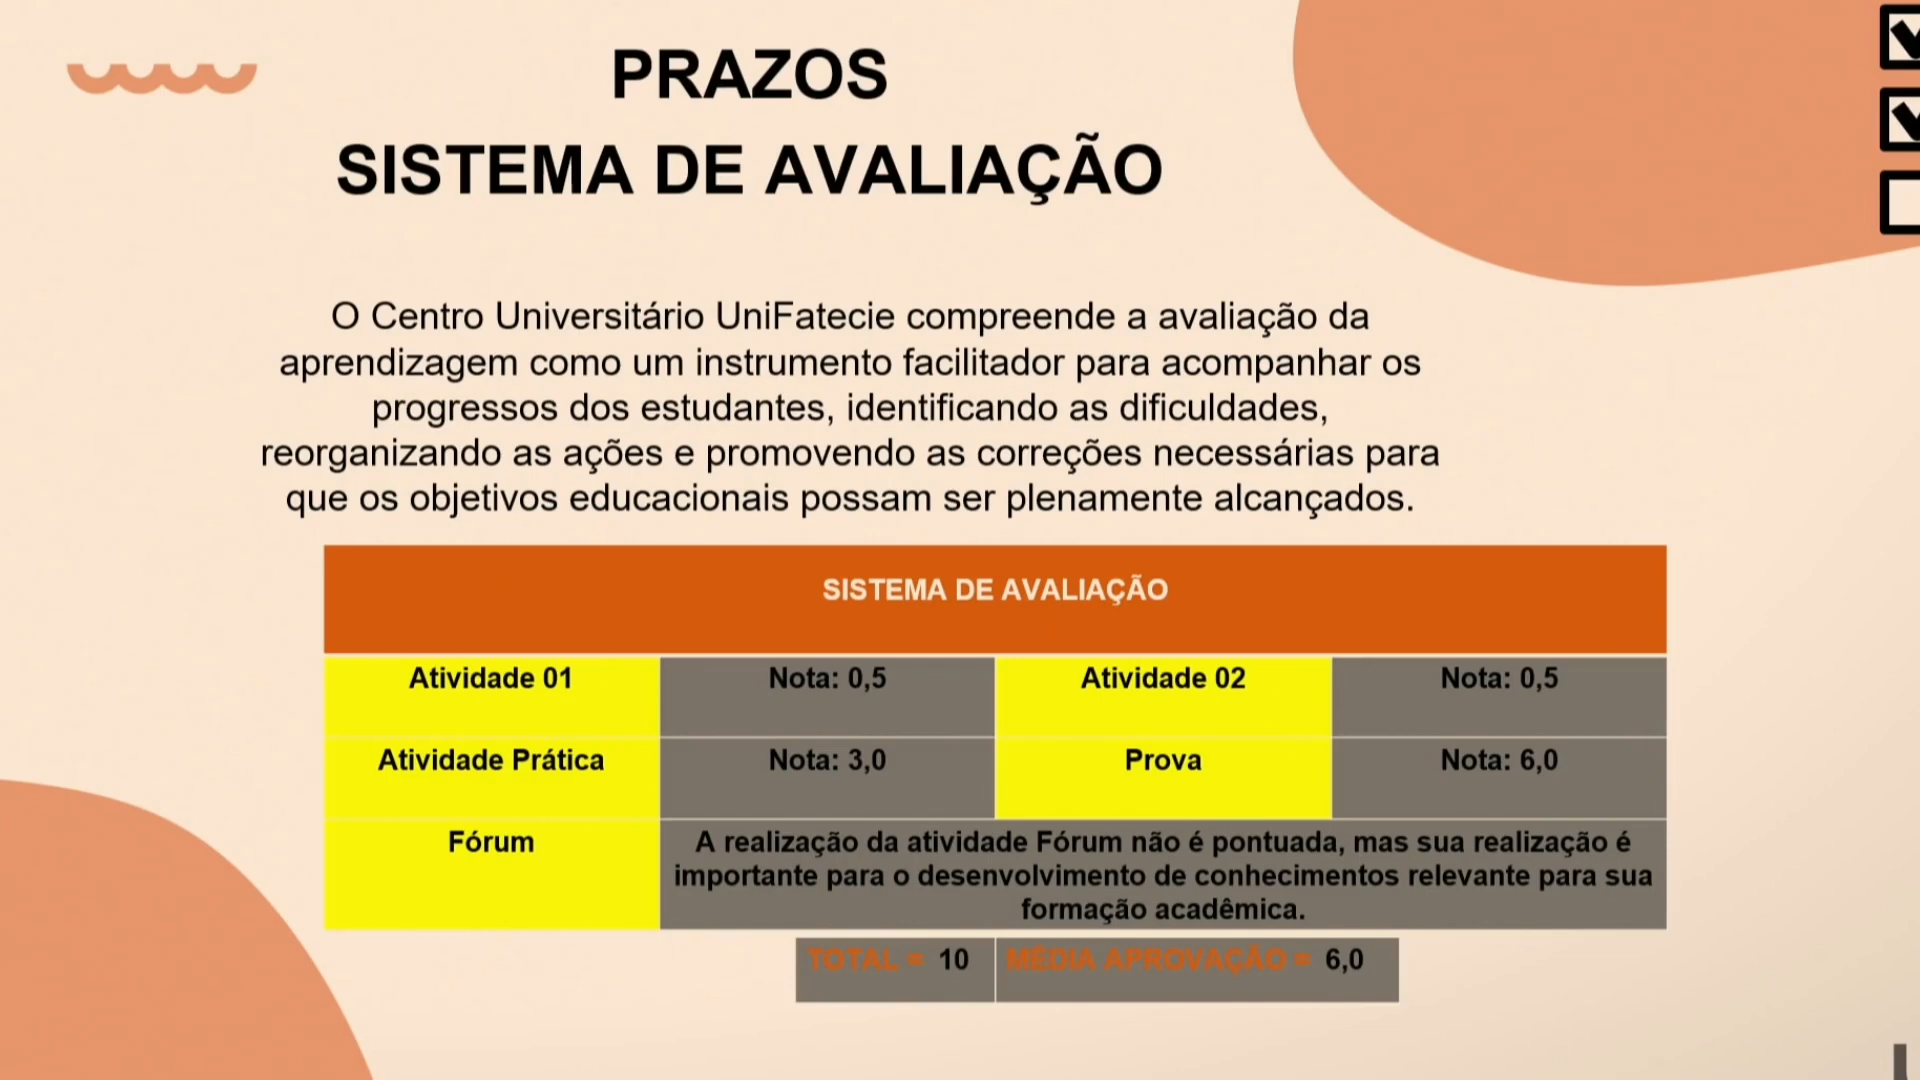 PRAZOS
SISTEMA DE AVALIAÇÃO
O Centro Universitário UniFatecie compreende a avaliação da
aprendizagem como um instrumento facilitador para acompanhar os
progressos dos estudantes, identificando as dificuldades,
reorganizando as ações e promovendo as correções necessárias para
que os objetivos educacionais possam ser plenamente alcançados.
SISTEMA DE AVALIAÇÃO
Atividade 01 Nota: 0,5 Atividade 02 Nota: 0,5
Atividade Prática Nota: 3,0 Prova Nota: 6,0
Fórum A realização da atividade Fórum não é pontuada, mas sua realização é
importante para o desenvolvimento de conhecimentos relevante para sua
formação acadêmica.
TOTAL = 10 MÉDIA APROVAÇÃO = 6,0